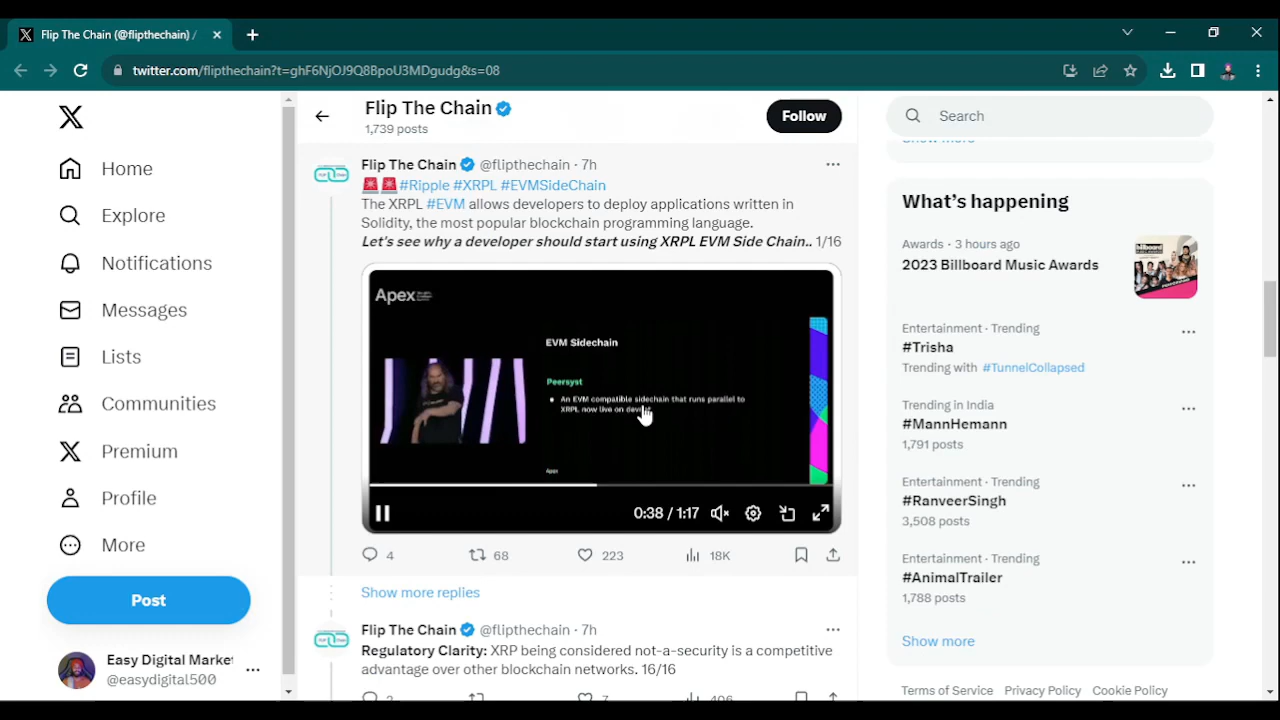 Flip The Chain (@flipthechain) /
twitter.com/flipthechain?t=ghF6NjOJ9Q8BpoU3MDgudg&s=08
Home
Explore
Notifications
Messages
Lists
Communities
Premium
Profile
More
Post
Easy Digital Market
@easydigital500
Flip The Chain
1,739 posts
Follow
Flip The Chain @flipthechain · 7h
🚨🚨#Ripple #XRPL #EVMSideChain
The XRPL #EVM allows developers to deploy applications written in
Solidity, the most popular blockchain programming language.
Let's see why a developer should start using XRPL EVM Side Chain.. 1/16
Apex
EVM Sidechain
Peersyst
An EVM compatible sidechain that runs parallel to
XRPL now live on
Apex
0:38 / 1:17
4 68 223 18K
Show more replies
Flip The Chain @flipthechain · 7h
Regulatory Clarity: XRP being considered not-a-security is a competitive
advantage over other blockchain networks. 16/16
Search
Show more
What's happening
Awards · 3 hours ago
2023 Billboard Music Awards
Entertainment · Trending
#Trisha
Trending with #TunnelCollapsed
Trending in India
#MannHemann
1,791 posts
Entertainment · Trending
#RanveerSingh
3,508 posts
Entertainment · Trending
#AnimalTrailer
1,788 posts
Show more
Terms of Service Privacy Policy Cookie Policy